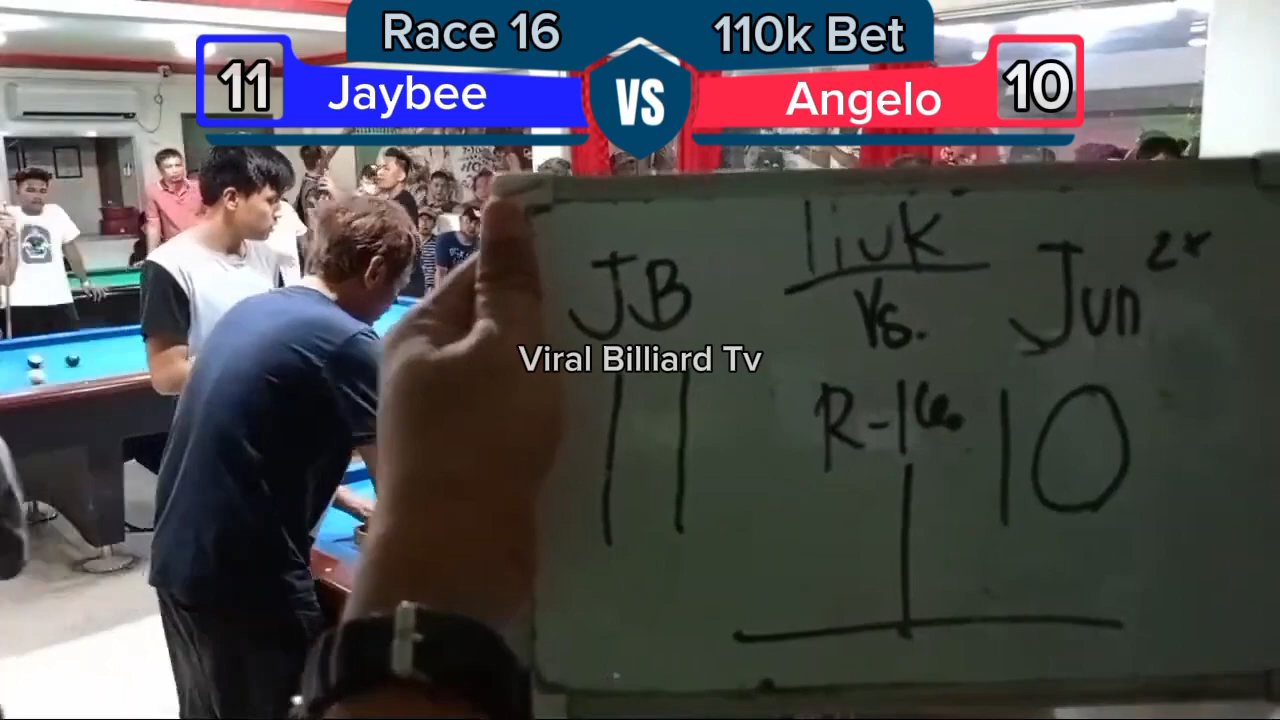 Race 16 110k Bet
11 Jaybee VS Angelo 10
110K
JB Vs. Jun 2x
Viral Billiard Tv
R-16
11 10